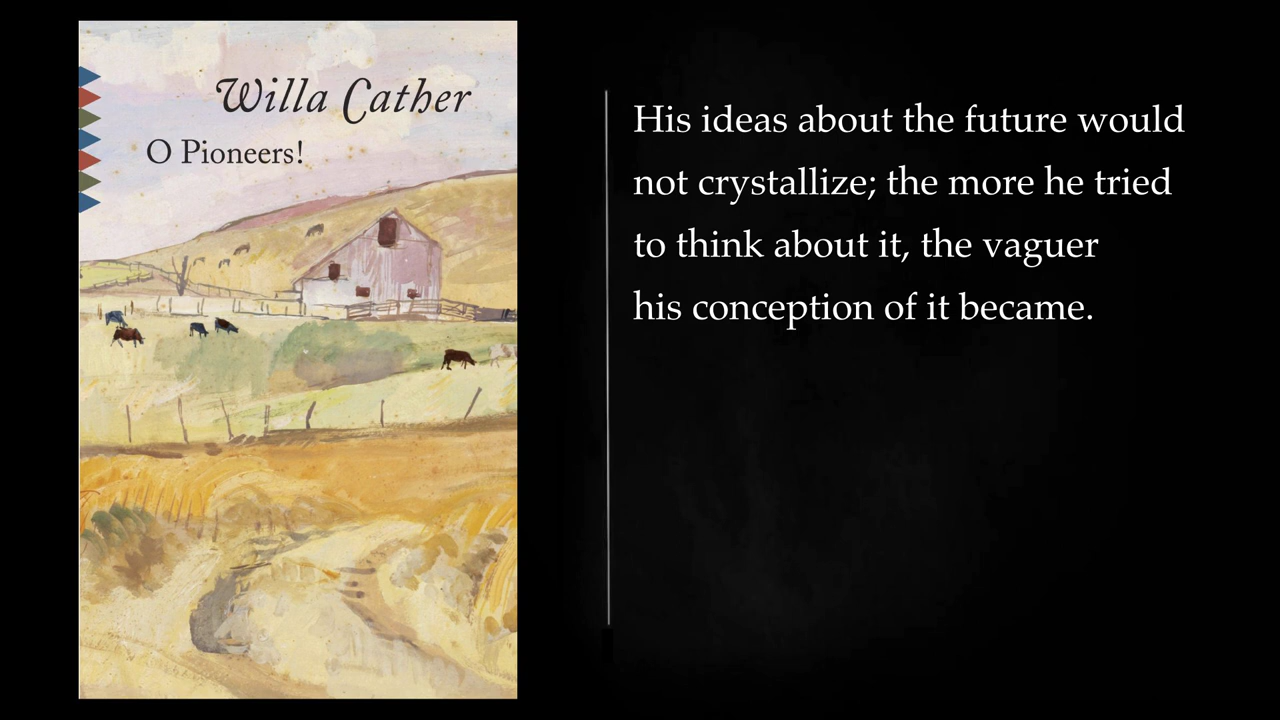 Willa Cather
O Pioneers!
His ideas about the future would
not crystallize; the more he tried
to think about it, the vaguer
his conception of it became.